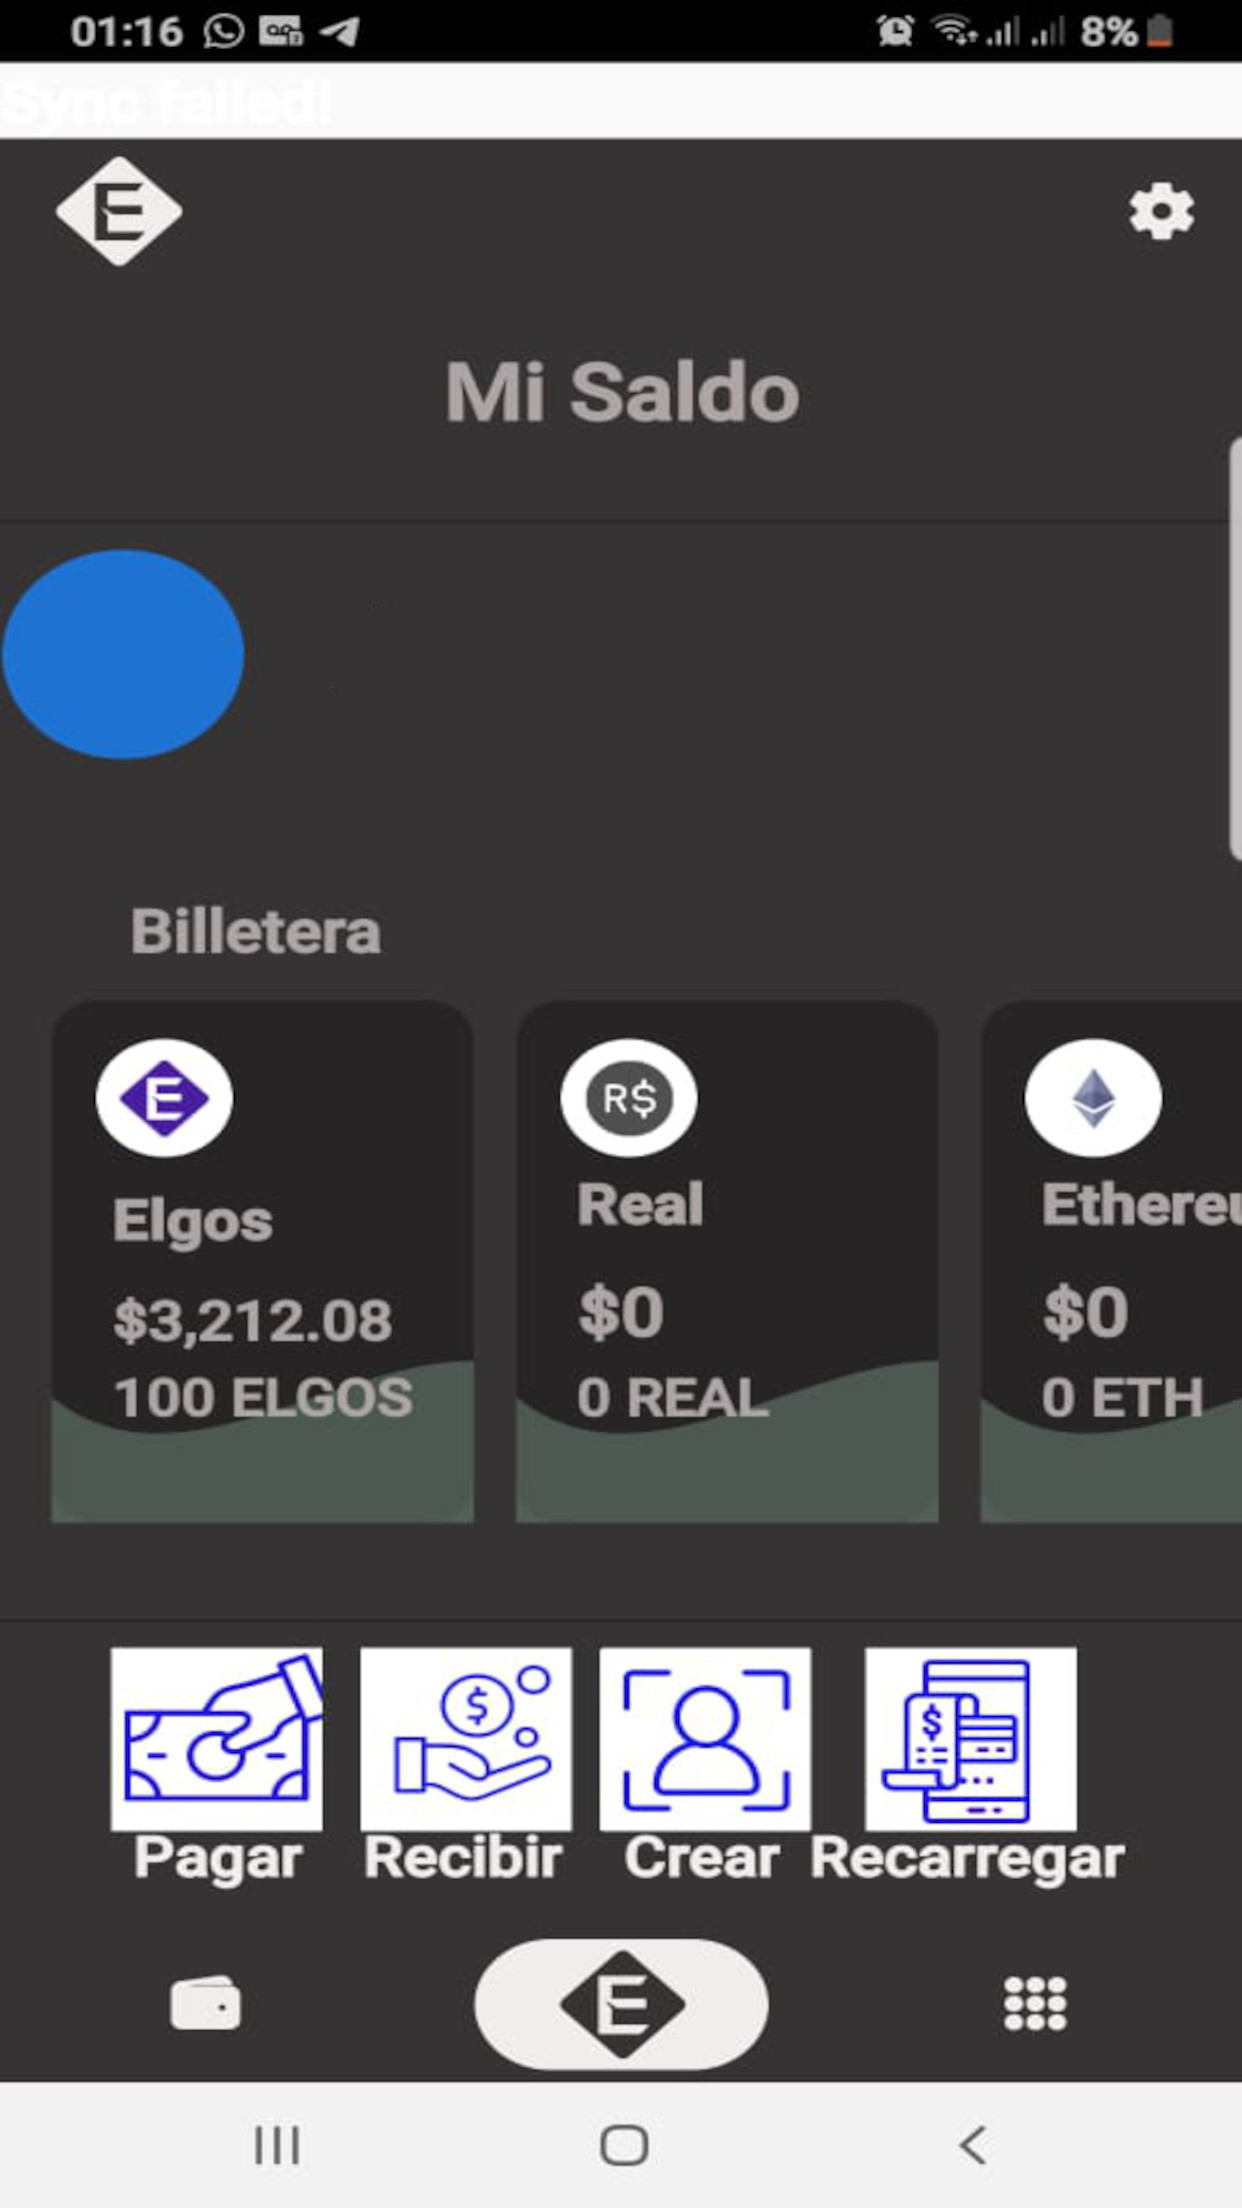 01:16 8%
Sync failed!
Mi Saldo
Billetera
Elgos Real Ethereu
$3,212.08 $0 $0
100 ELGOS 0 REAL 0 ETH
Pagar Recibir Crear Recarregar